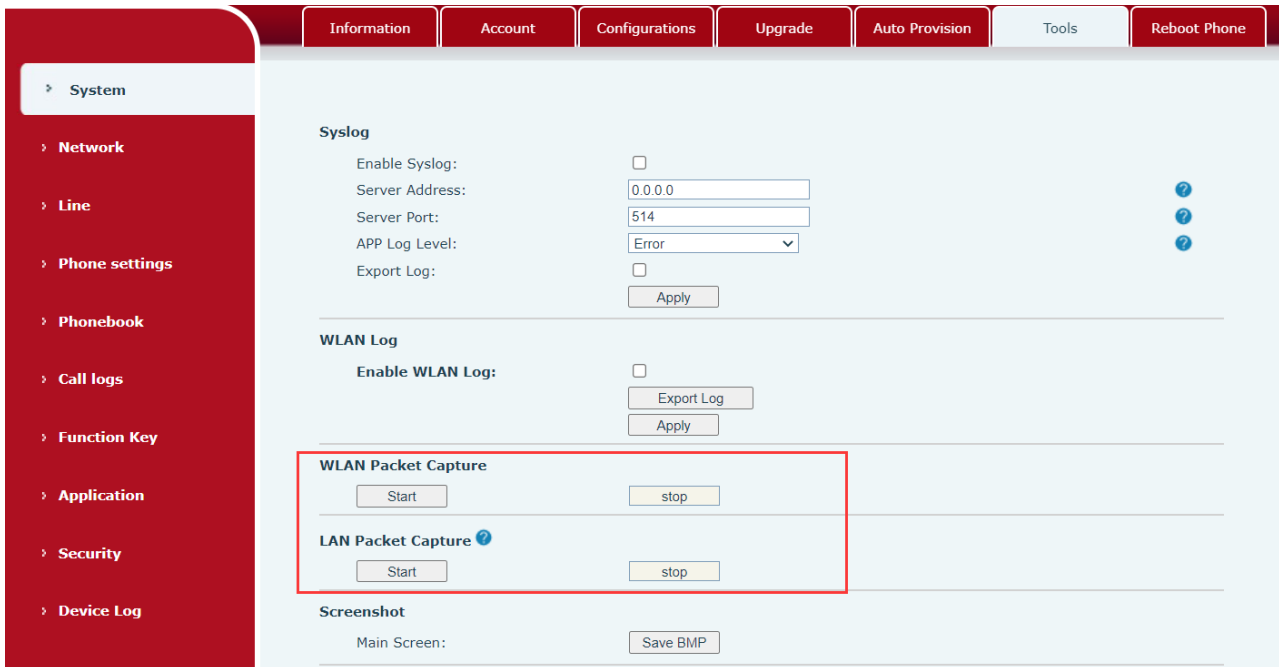 Information Account Configurations Upgrade Auto Provision Tools Reboot Phone
System
Network
Line
Phone settings
Phonebook
Call logs
Function Key
Application
Security
Device Log
Syslog
Enable Syslog:
Server Address: 0.0.0.0 ?
Server Port: 514 ?
APP Log Level: Error ?
Export Log:
Apply
WLAN Log
Enable WLAN Log:
Export Log
Apply
WLAN Packet Capture
Start stop
LAN Packet Capture ?
Start stop
Screenshot
Main Screen: Save BMP